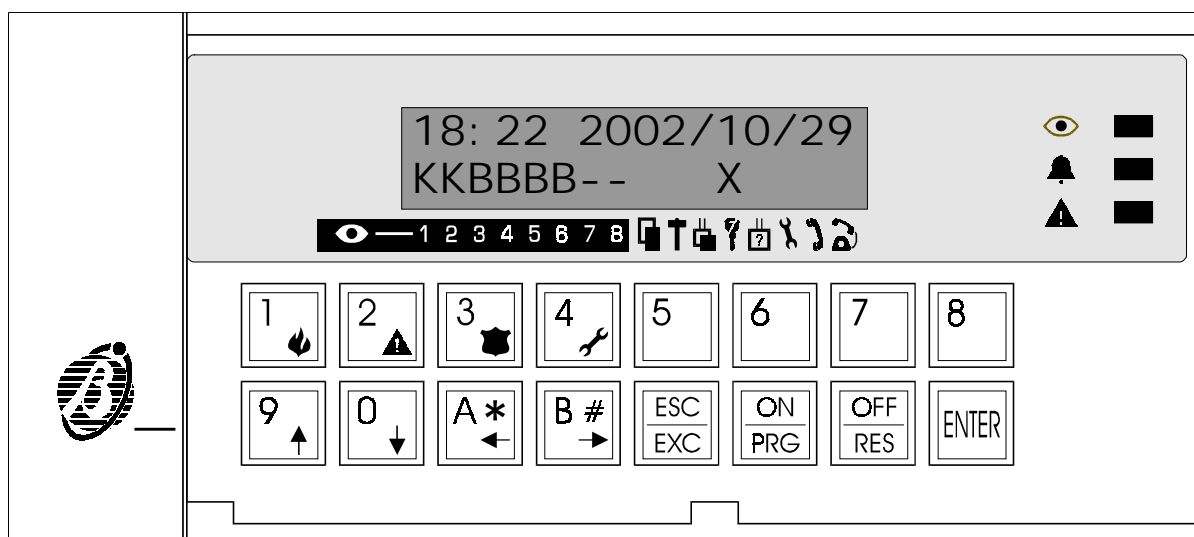 18:22 2002/10/29
KKBBBB-- X
1 2 3 4 5 6 7 8
?
1 2 3 4 5 6 7 8
9 0 A* B# ESC EXC ON PRG OFF RES ENTER